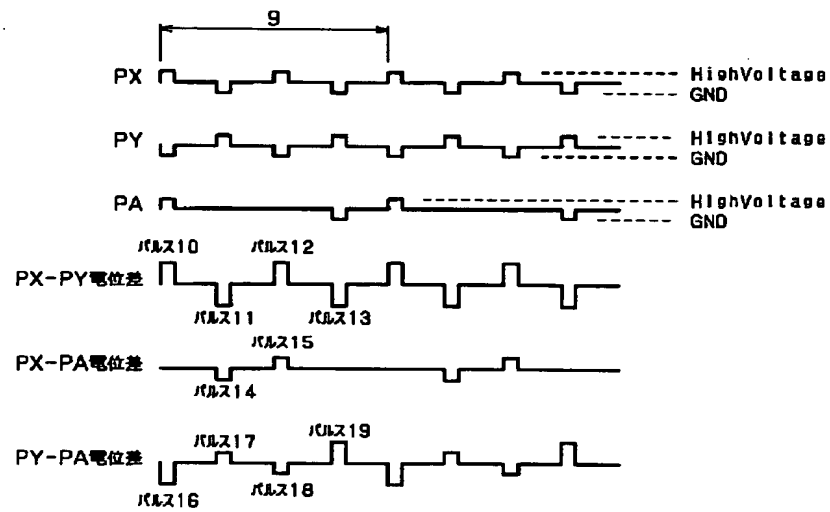 9
PX
HighVoltage
GND
PY
HighVoltage
GND
PA
HighVoltage
GND
パルス10
パルス12
PX-PY電位差
パルス11
パルス13
パルス15
PX-PA電位差
パルス14
パルス17
パルス19
PY-PA電位差
パルス16
パルス18